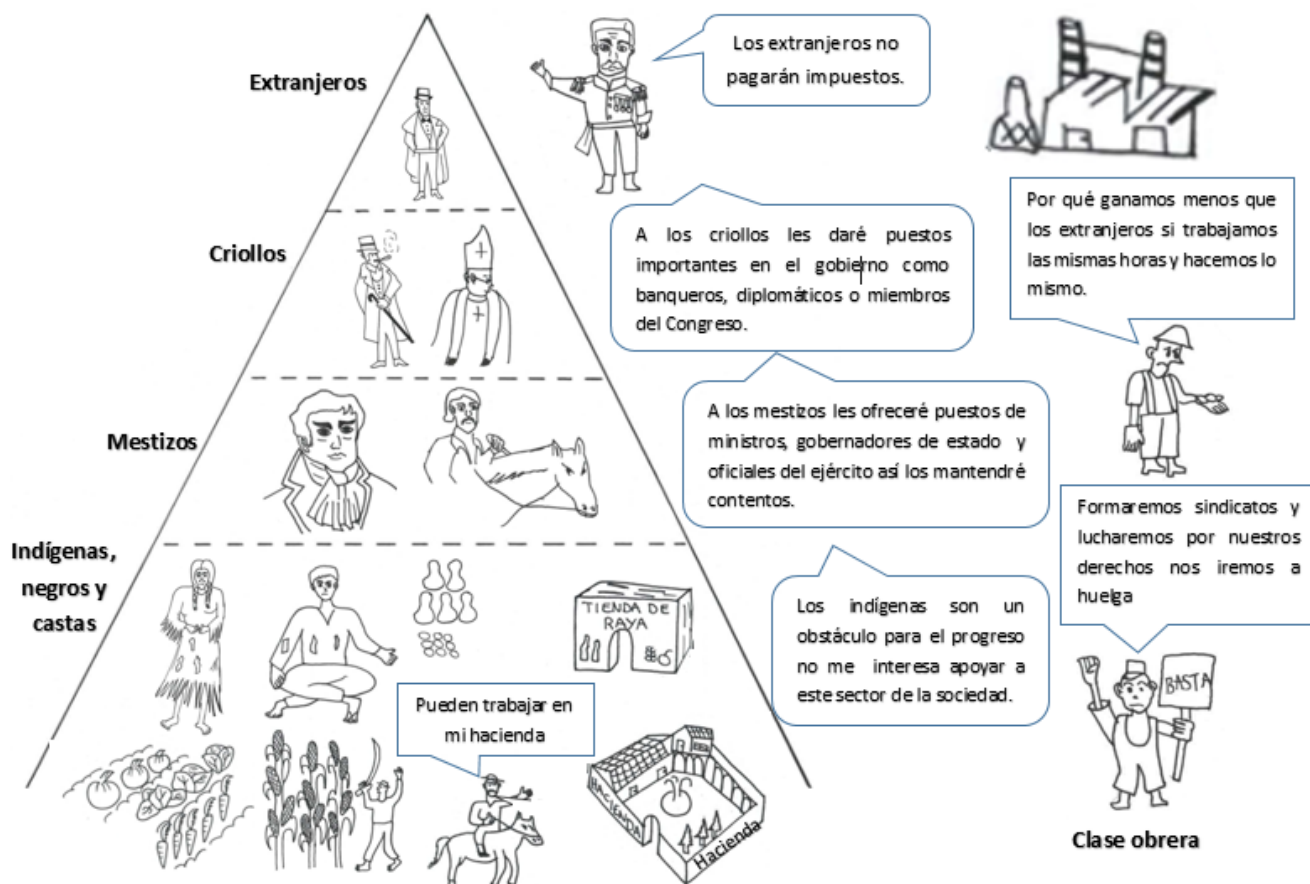 Extranjeros
Los extranjeros no
pagarán impuestos.
Criollos
A los criollos les daré puestos
importantes en el gobierno como
banqueros, diplomáticos o miembros
del Congreso.
Por qué ganamos menos que
los extranjeros si trabajamos
las mismas horas y hacemos lo
mismo.
Mestizos
A los mestizos les ofreceré puestos de
ministros, gobernadores de estado y
oficiales del ejército así los mantendré
contentos.
Formaremos sindicatos y
lucharemos por nuestros
derechos nos iremos a
huelga
Indígenas,
negros y
castas
TIENDA DE
RAYA
Los indígenas son un
obstáculo para el progreso
no me interesa apoyar a
este sector de la sociedad.
BASTA
Pueden trabajar en
mi hacienda
HACIENDA
Hacienda
Clase obrera